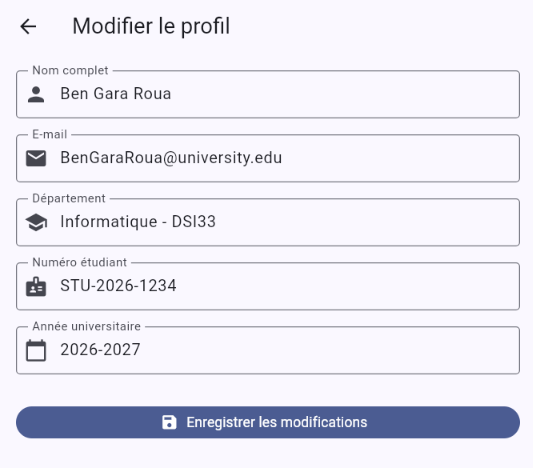 Modifier le profil
Nom complet
Ben Gara Roua
E-mail
BenGaraRoua@university.edu
Département
Informatique - DSI33
Numéro étudiant
STU-2026-1234
Année universitaire
2026-2027
Enregistrer les modifications